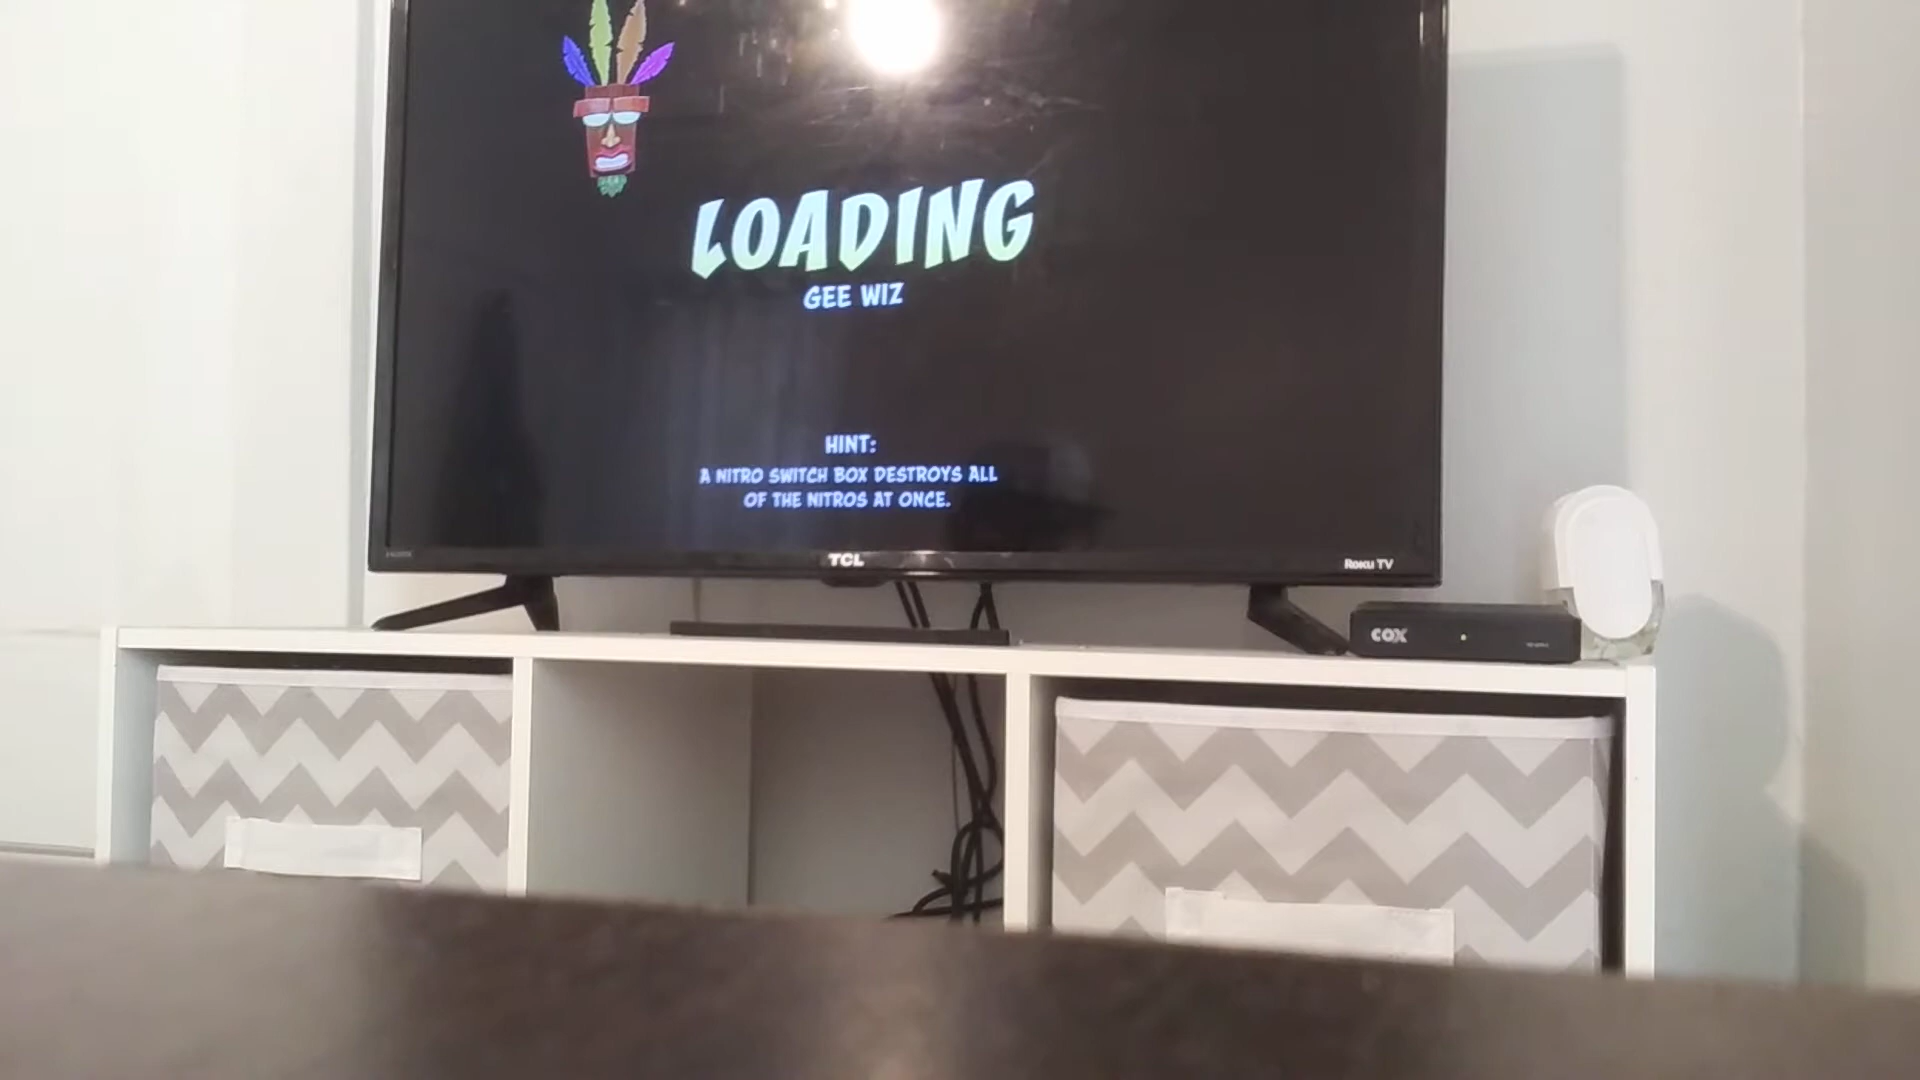 LOADING
GEE WIZ
HINT:
A NITRO SWITCH BOX DESTROYS ALL
OF THE NITROS AT ONCE.
TCL
Roku TV
COX